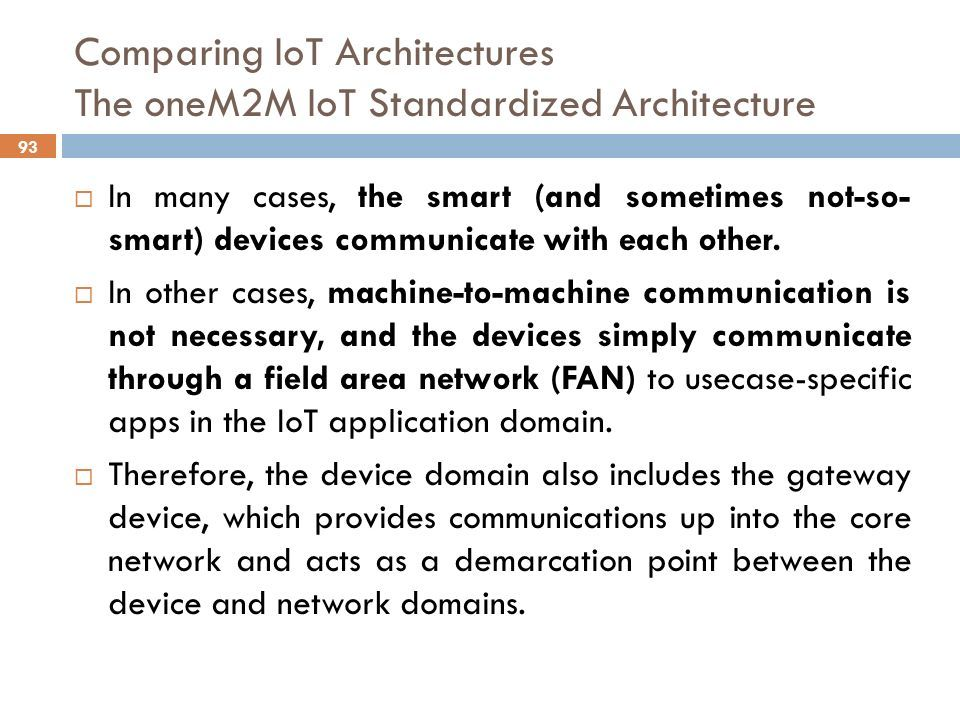 Comparing IoT Architectures
The oneM2M IoT Standardized Architecture
93
In many cases, the smart (and sometimes not-so-
smart) devices communicate with each other.
In other cases, machine-to-machine communication is
not necessary, and the devices simply communicate
through a field area network (FAN) to usecase-specific
apps in the IoT application domain.
Therefore, the device domain also includes the gateway
device, which provides communications up into the core
network and acts as a demarcation point between the
device and network domains.